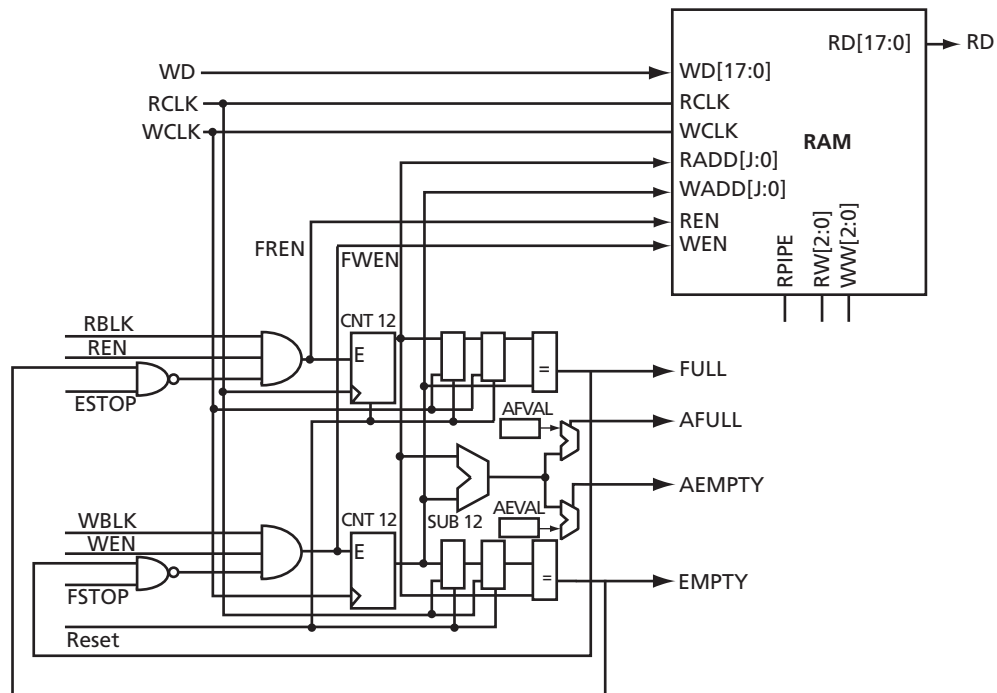 RD[17:0]
RD
WD
WD[17:0]
RCLK
RCLK
WCLK
WCLK
RAM
RADD[J:0]
WADD[J:0]
REN
FREN
FWEN
WEN
RPIPE
RW[2:0]
WW[2:0]
RBLK
CNT 12
REN
E
=
FULL
ESTOP
AFVAL
AFULL
AEMPTY
WBLK
CNT 12
SUB 12
AEVAL
WEN
E
=
EMPTY
FSTOP
Reset